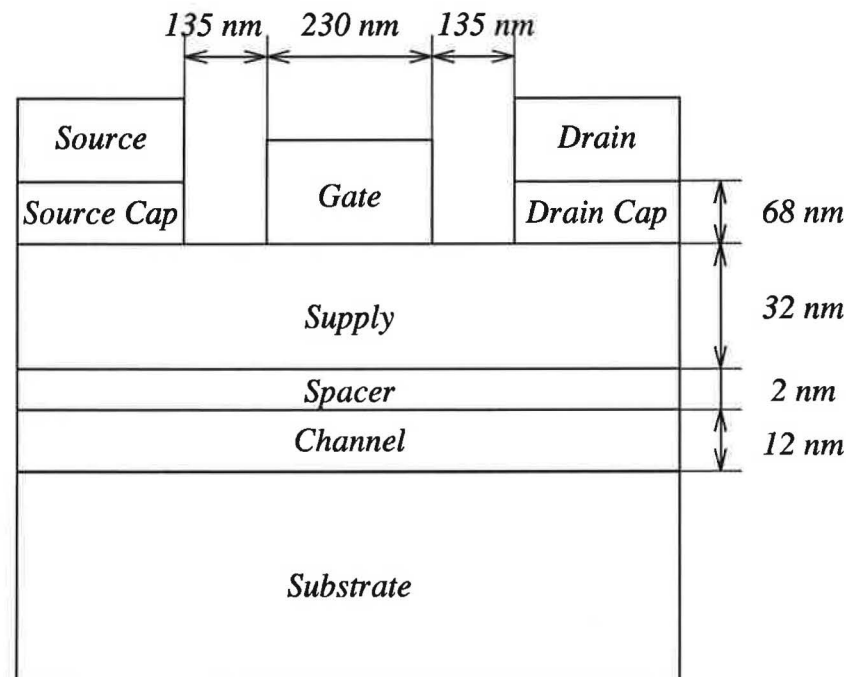 135 nm 230 nm 135 nm
Source Drain
Gate
Source Cap Drain Cap 68 nm
Supply 32 nm
Spacer 2 nm
Channel 12 nm
Substrate